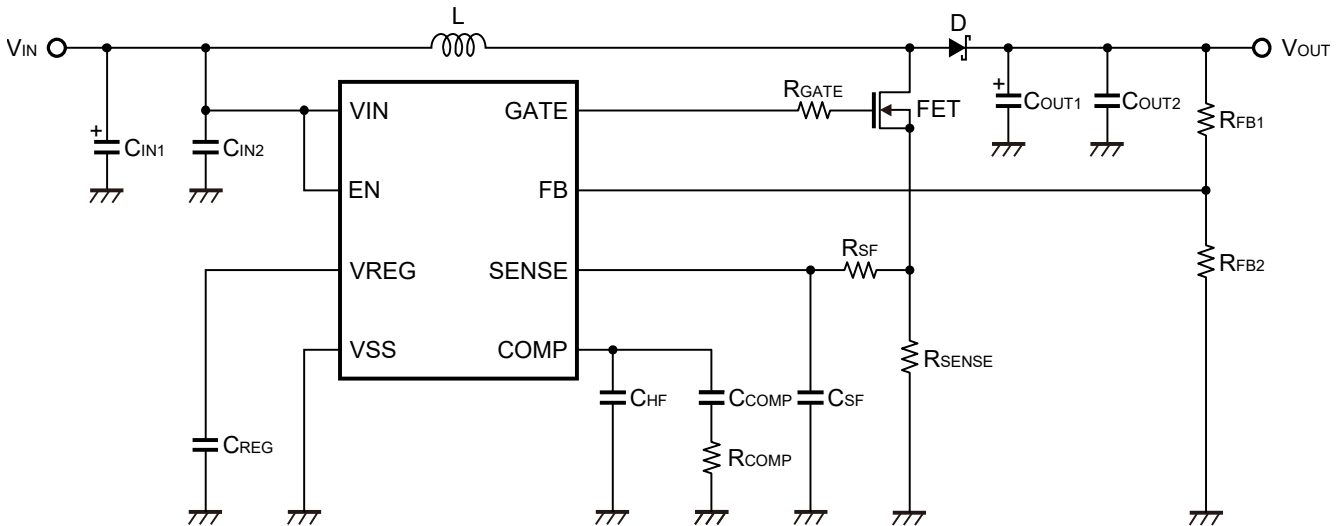 L
D
VIN
VOUT
VIN
GATE
RGATE
FET
+
COUT1
COUT2
RFB1
+
CIN1
CIN2
EN
FB
VREG
SENSE
RSF
RFB2
VSS
COMP
RSENSE
CHF
CCOMP
CSF
CREG
RCOMP